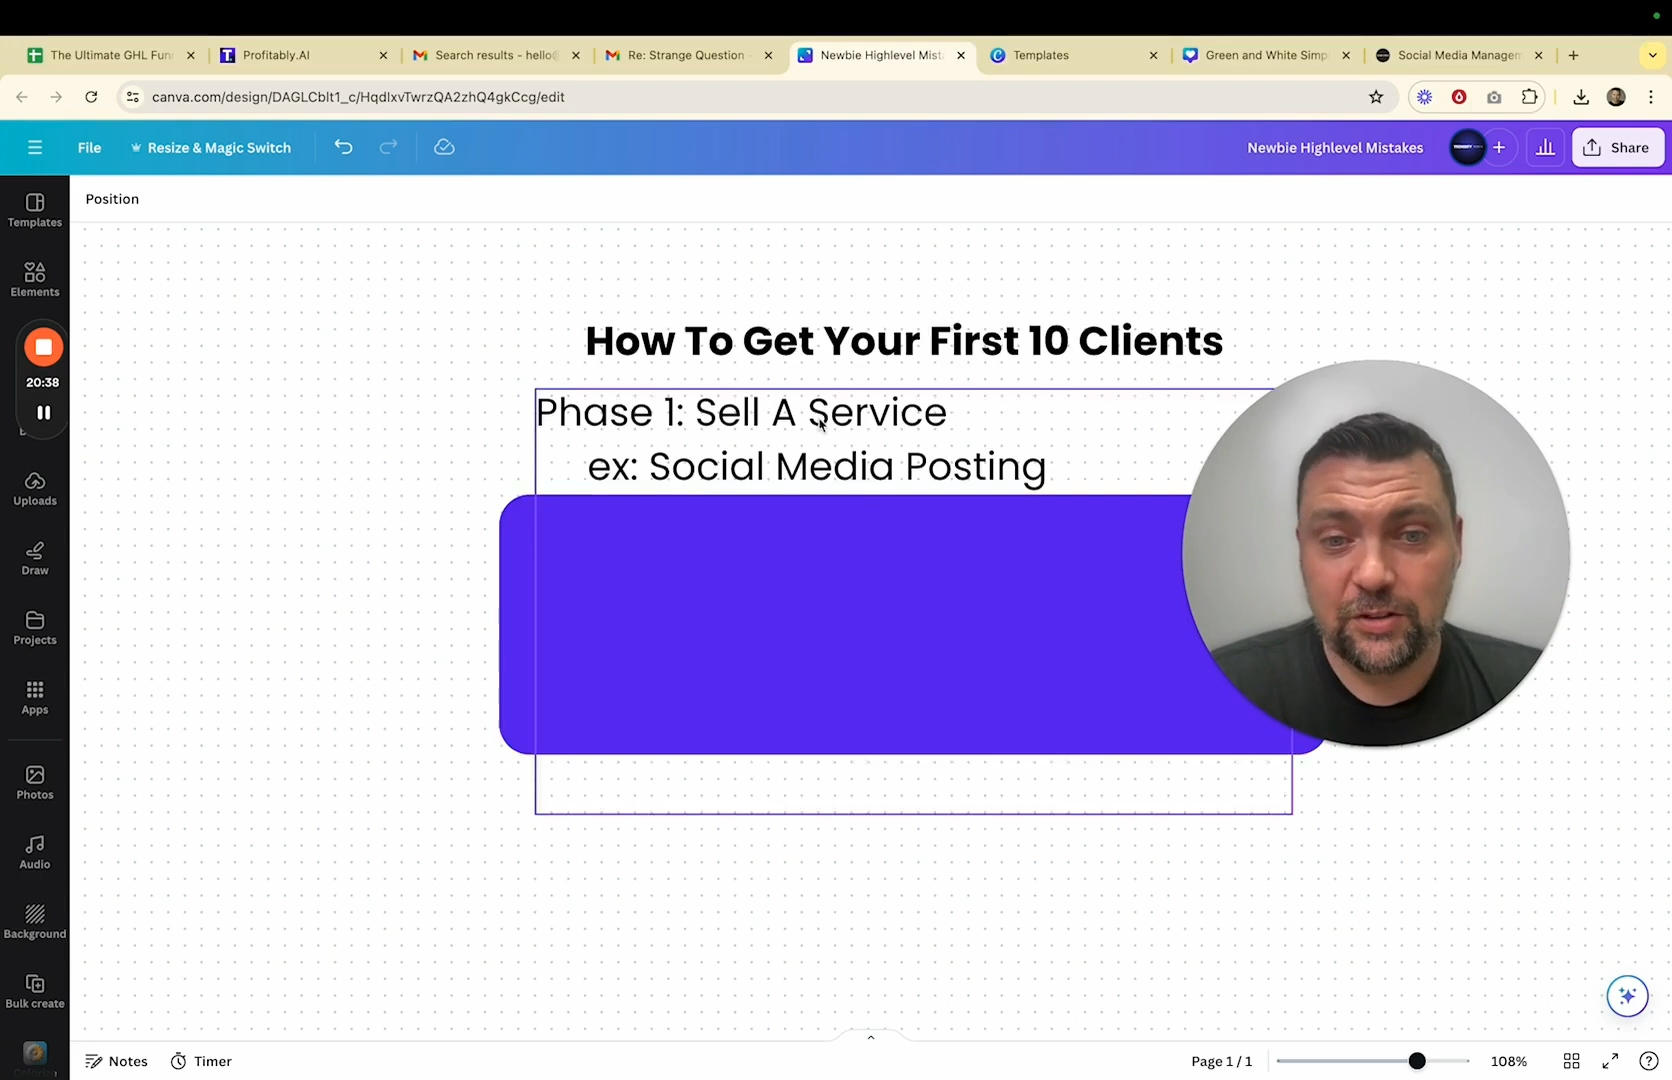 The Ultimate GHL Fun
Profitably.AI
Search results - hello@
Re: Strange Question -
Newbie Highlevel Mista
Templates
Green and White Simp
Social Media Managem
canva.com/design/DAGLCblt1_c/HqdlxvTwrzQA2zhQ4gkCcg/edit
File
Resize & Magic Switch
Newbie Highlevel Mistakes
Share
Templates
Elements
20:38
Uploads
Draw
Projects
Apps
Photos
Audio
Background
Bulk create
Position
How To Get Your First 10 Clients
Phase 1: Sell A Service
ex: Social Media Posting
Notes
Timer
Page 1 / 1
108%